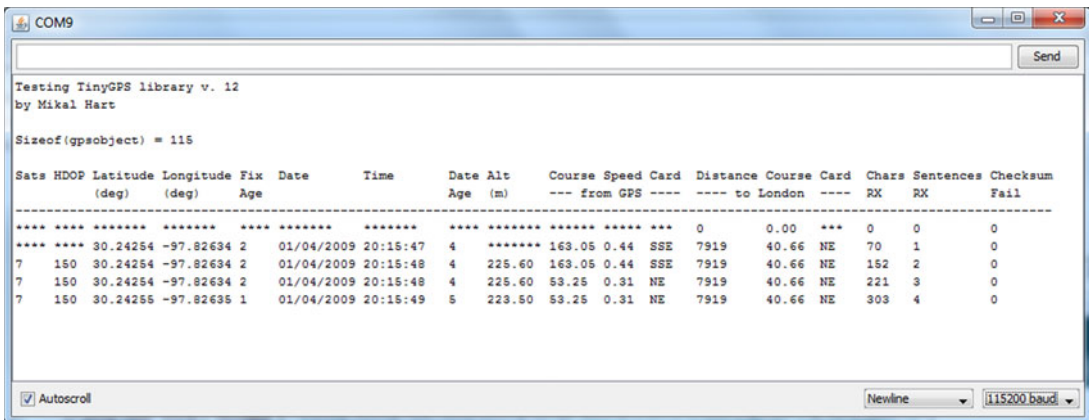 COM9
Send
Testing TinyGPS library v. 12
by Mikal Hart
Sizeof(gpsobject) = 115
Sats HDOP Latitude Longitude Fix Date Time Date Alt Course Speed Card Distance Course Card Chars Sentences Checksum
(deg) (deg) Age Age (m) --- from GPS ---- ---- to London ---- RX RX Fail
-----------------------------------------------------------------------------------------------------------------------------------------
**** **** ******* ******* **** ******* ******* **** ******* ****** ***** *** 0 0.00 *** 0 0 0
**** **** 30.24254 -97.82634 2 01/04/2009 20:15:47 4 ******* 163.05 0.44 SSE 7919 40.66 NE 70 1 0
7 150 30.24254 -97.82634 2 01/04/2009 20:15:48 4 225.60 163.05 0.44 SSE 7919 40.66 NE 152 2 0
7 150 30.24254 -97.82634 2 01/04/2009 20:15:48 4 225.60 53.25 0.31 NE 7919 40.66 NE 221 3 0
7 150 30.24255 -97.82635 1 01/04/2009 20:15:49 5 223.50 53.25 0.31 NE 7919 40.66 NE 303 4 0
Autoscroll Newline 115200 baud